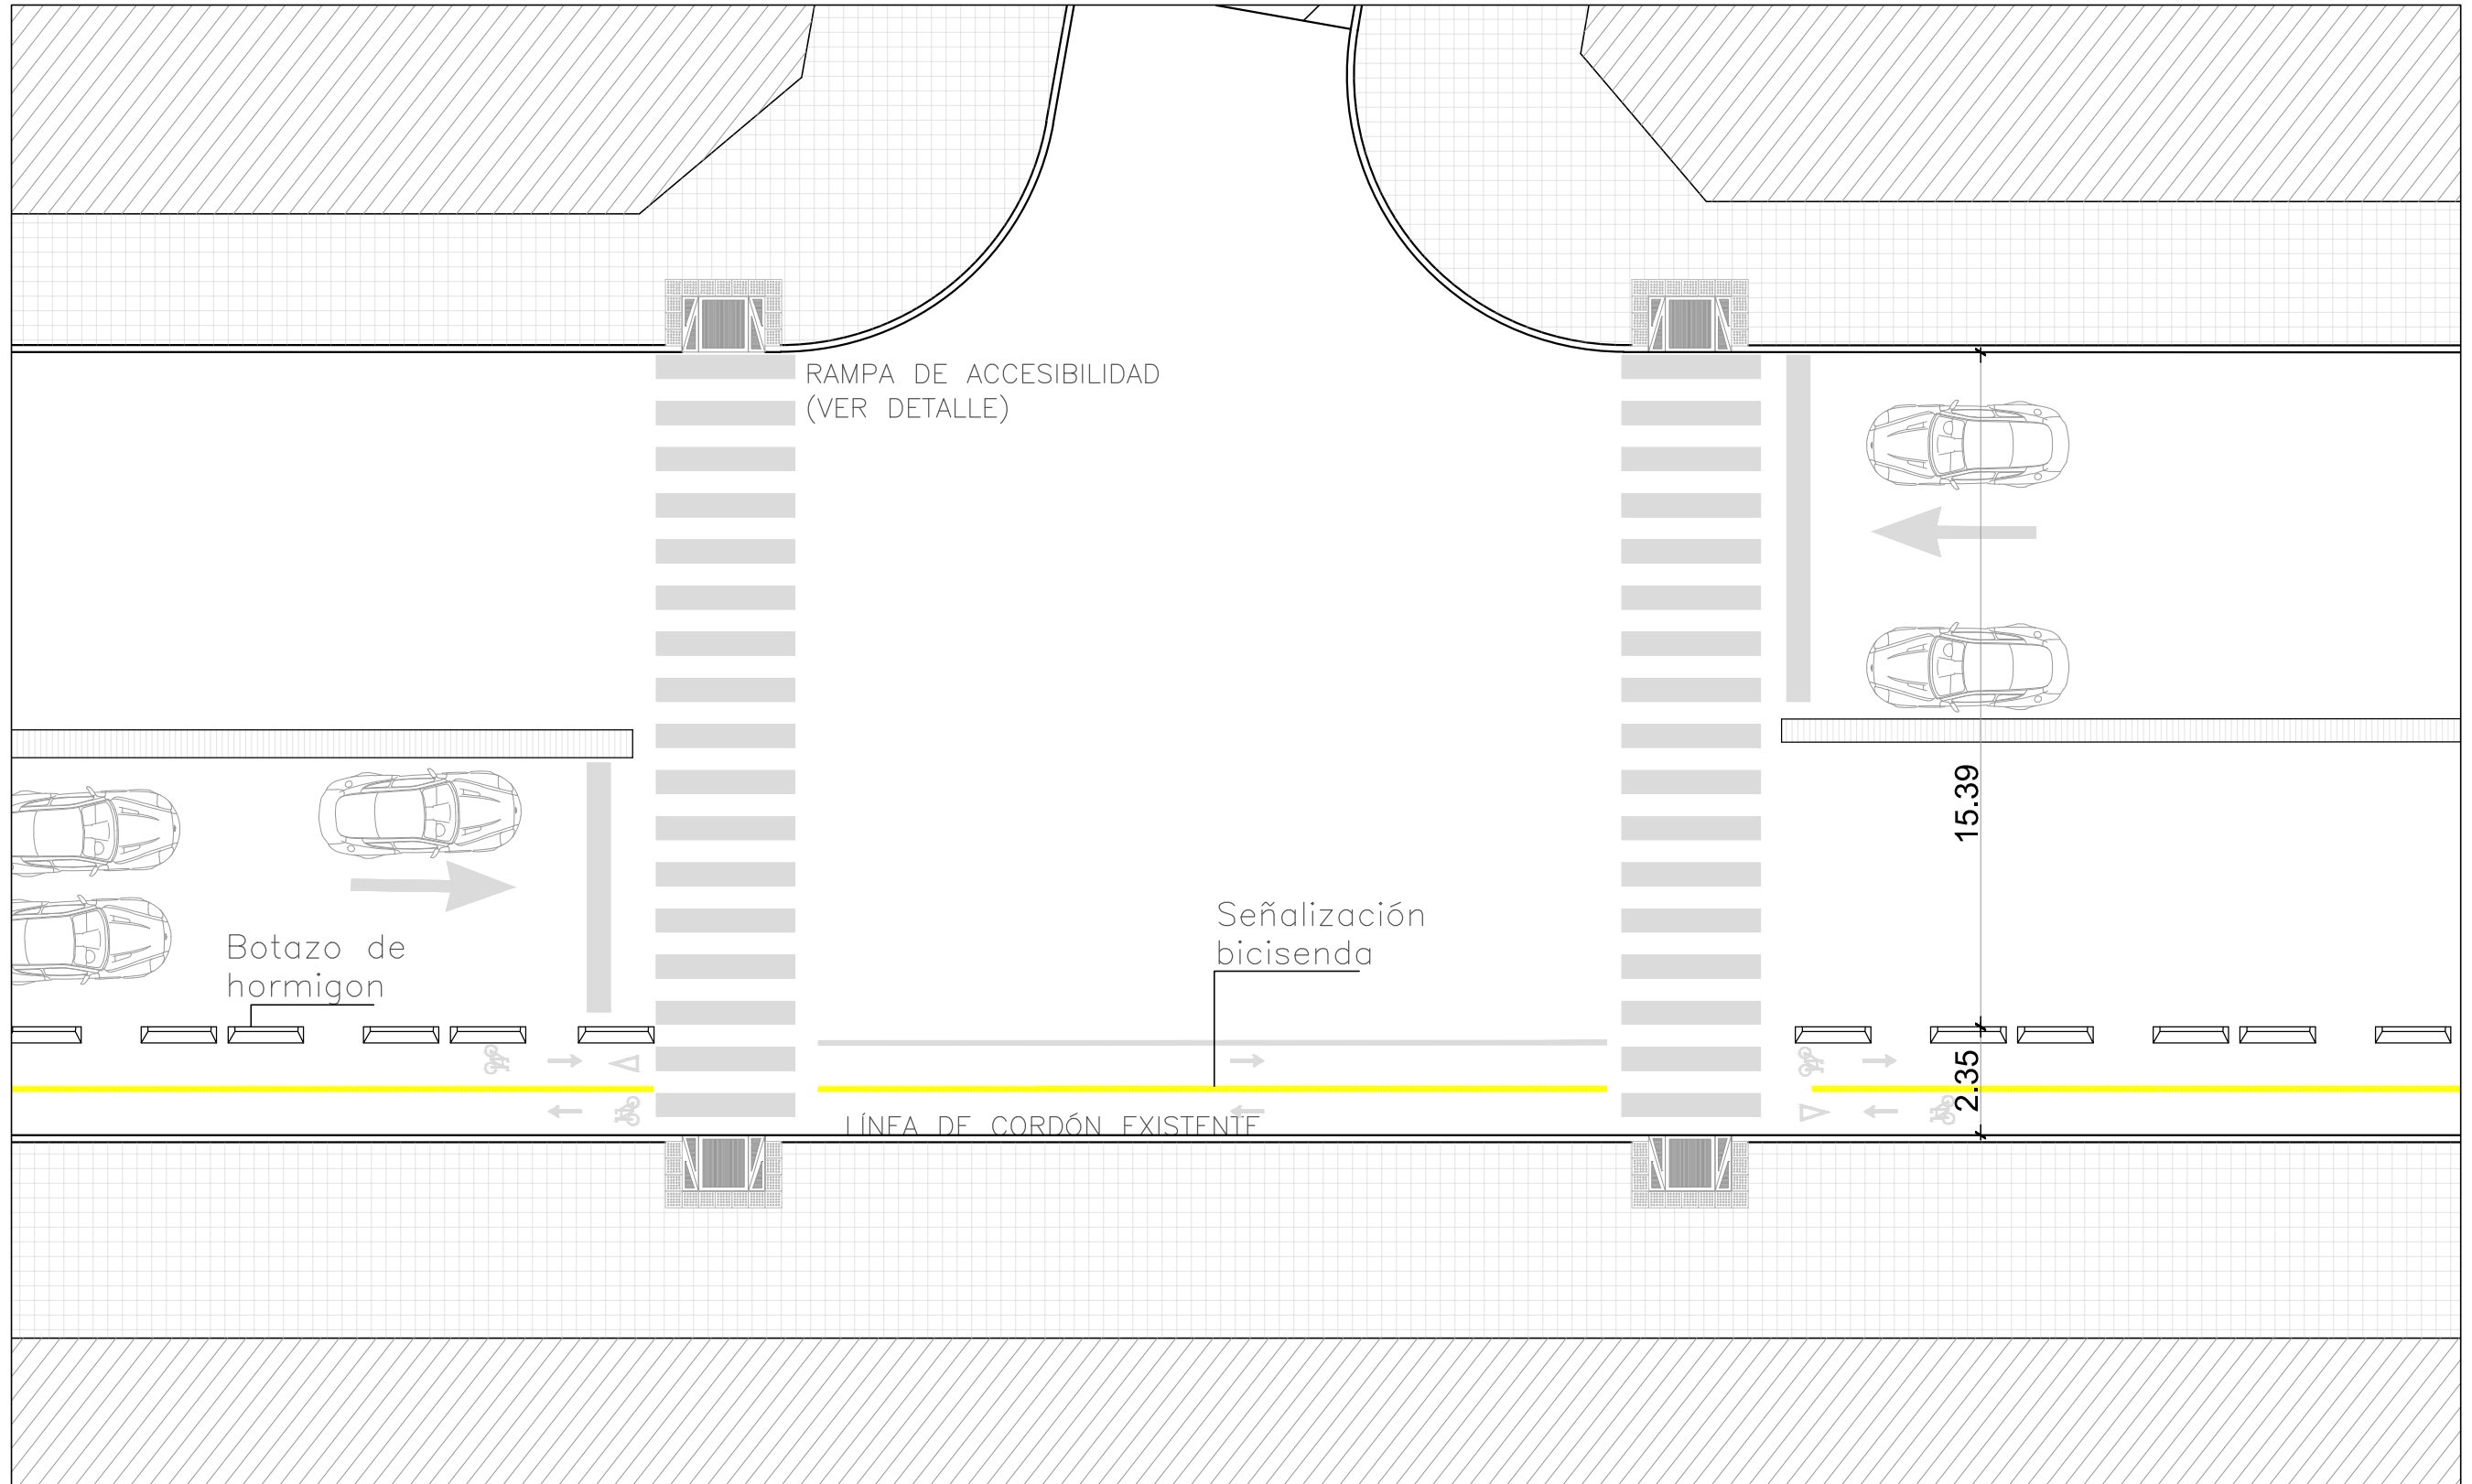 RAMPA DE ACCESIBILIDAD
(VER DETALLE)
15.39
Señalización
bicisenda
Botazo de
hormigon
2.35
LÍNEA DE CORDÓN EXISTENTE